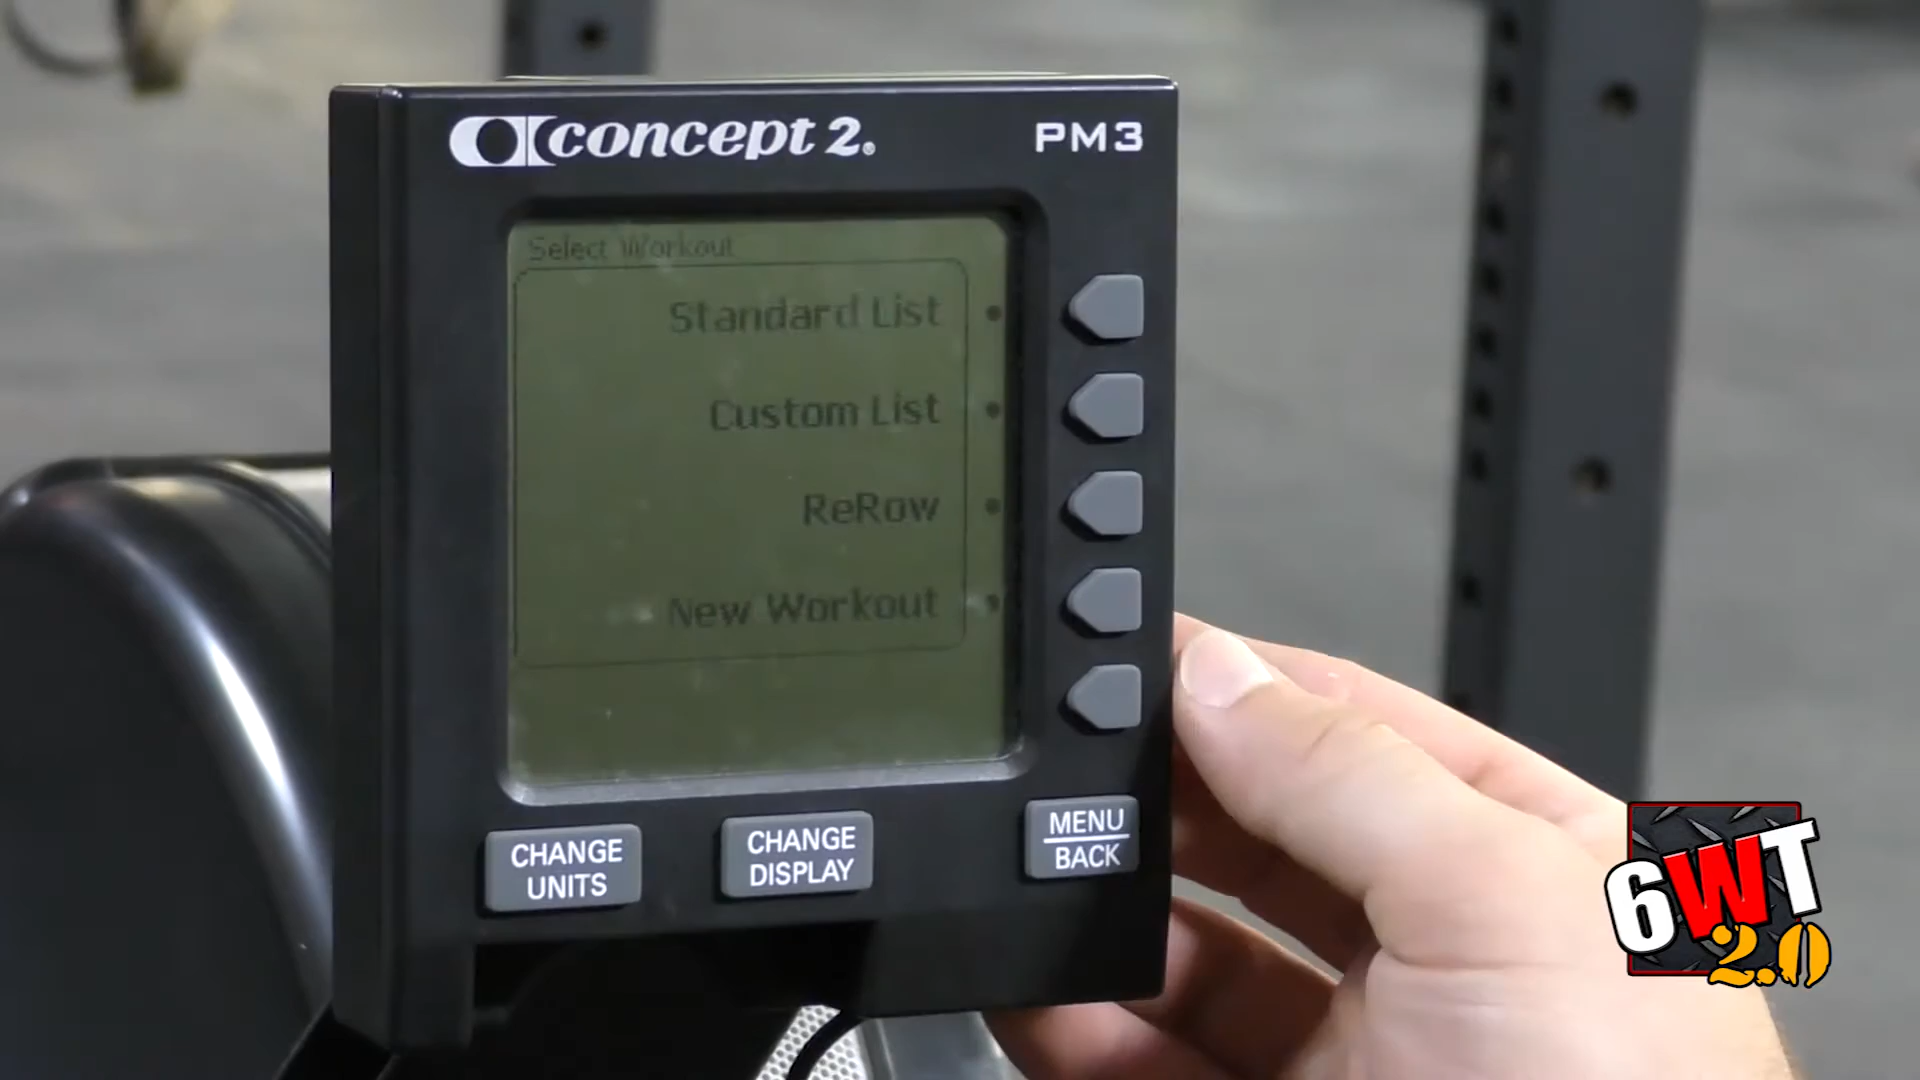 concept 2.®
PM3
Select Workout
Standard List
Custom List
ReRow
New Workout
CHANGE
UNITS
CHANGE
DISPLAY
MENU
BACK
6WT
2.0